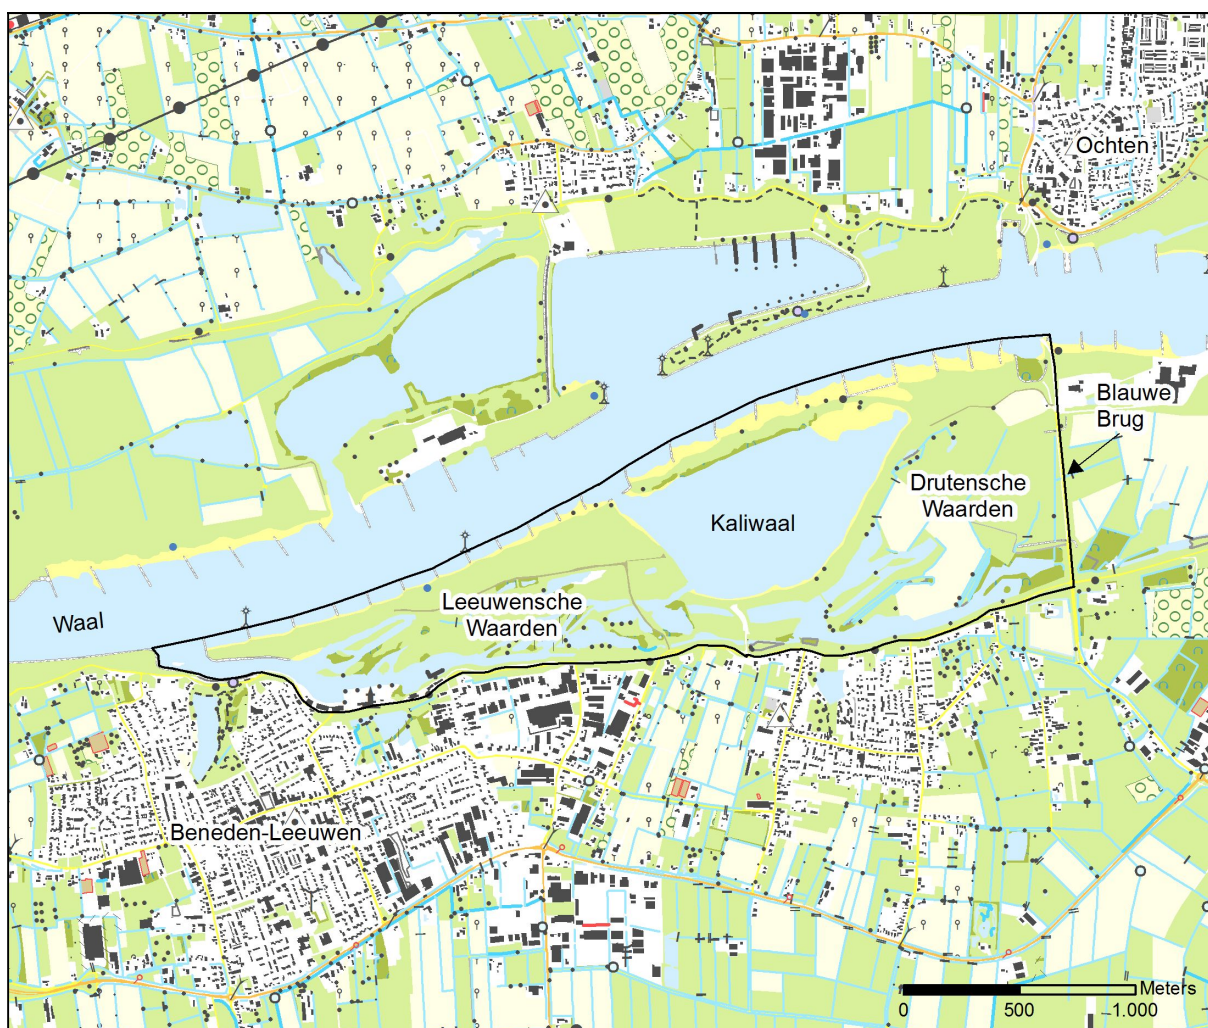 Ochten
Blauwe
Brug
Drutensche
Waarden
Kaliwaal
Leeuwensche
Waarden
Waal
Beneden-Leeuwen
Meters
0 500 1.000